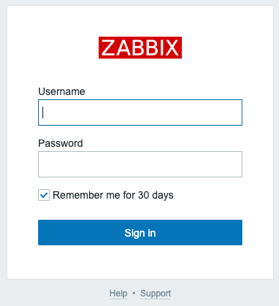 ZABBIX
Username
Password
Remember me for 30 days
Sign in
Help • Support